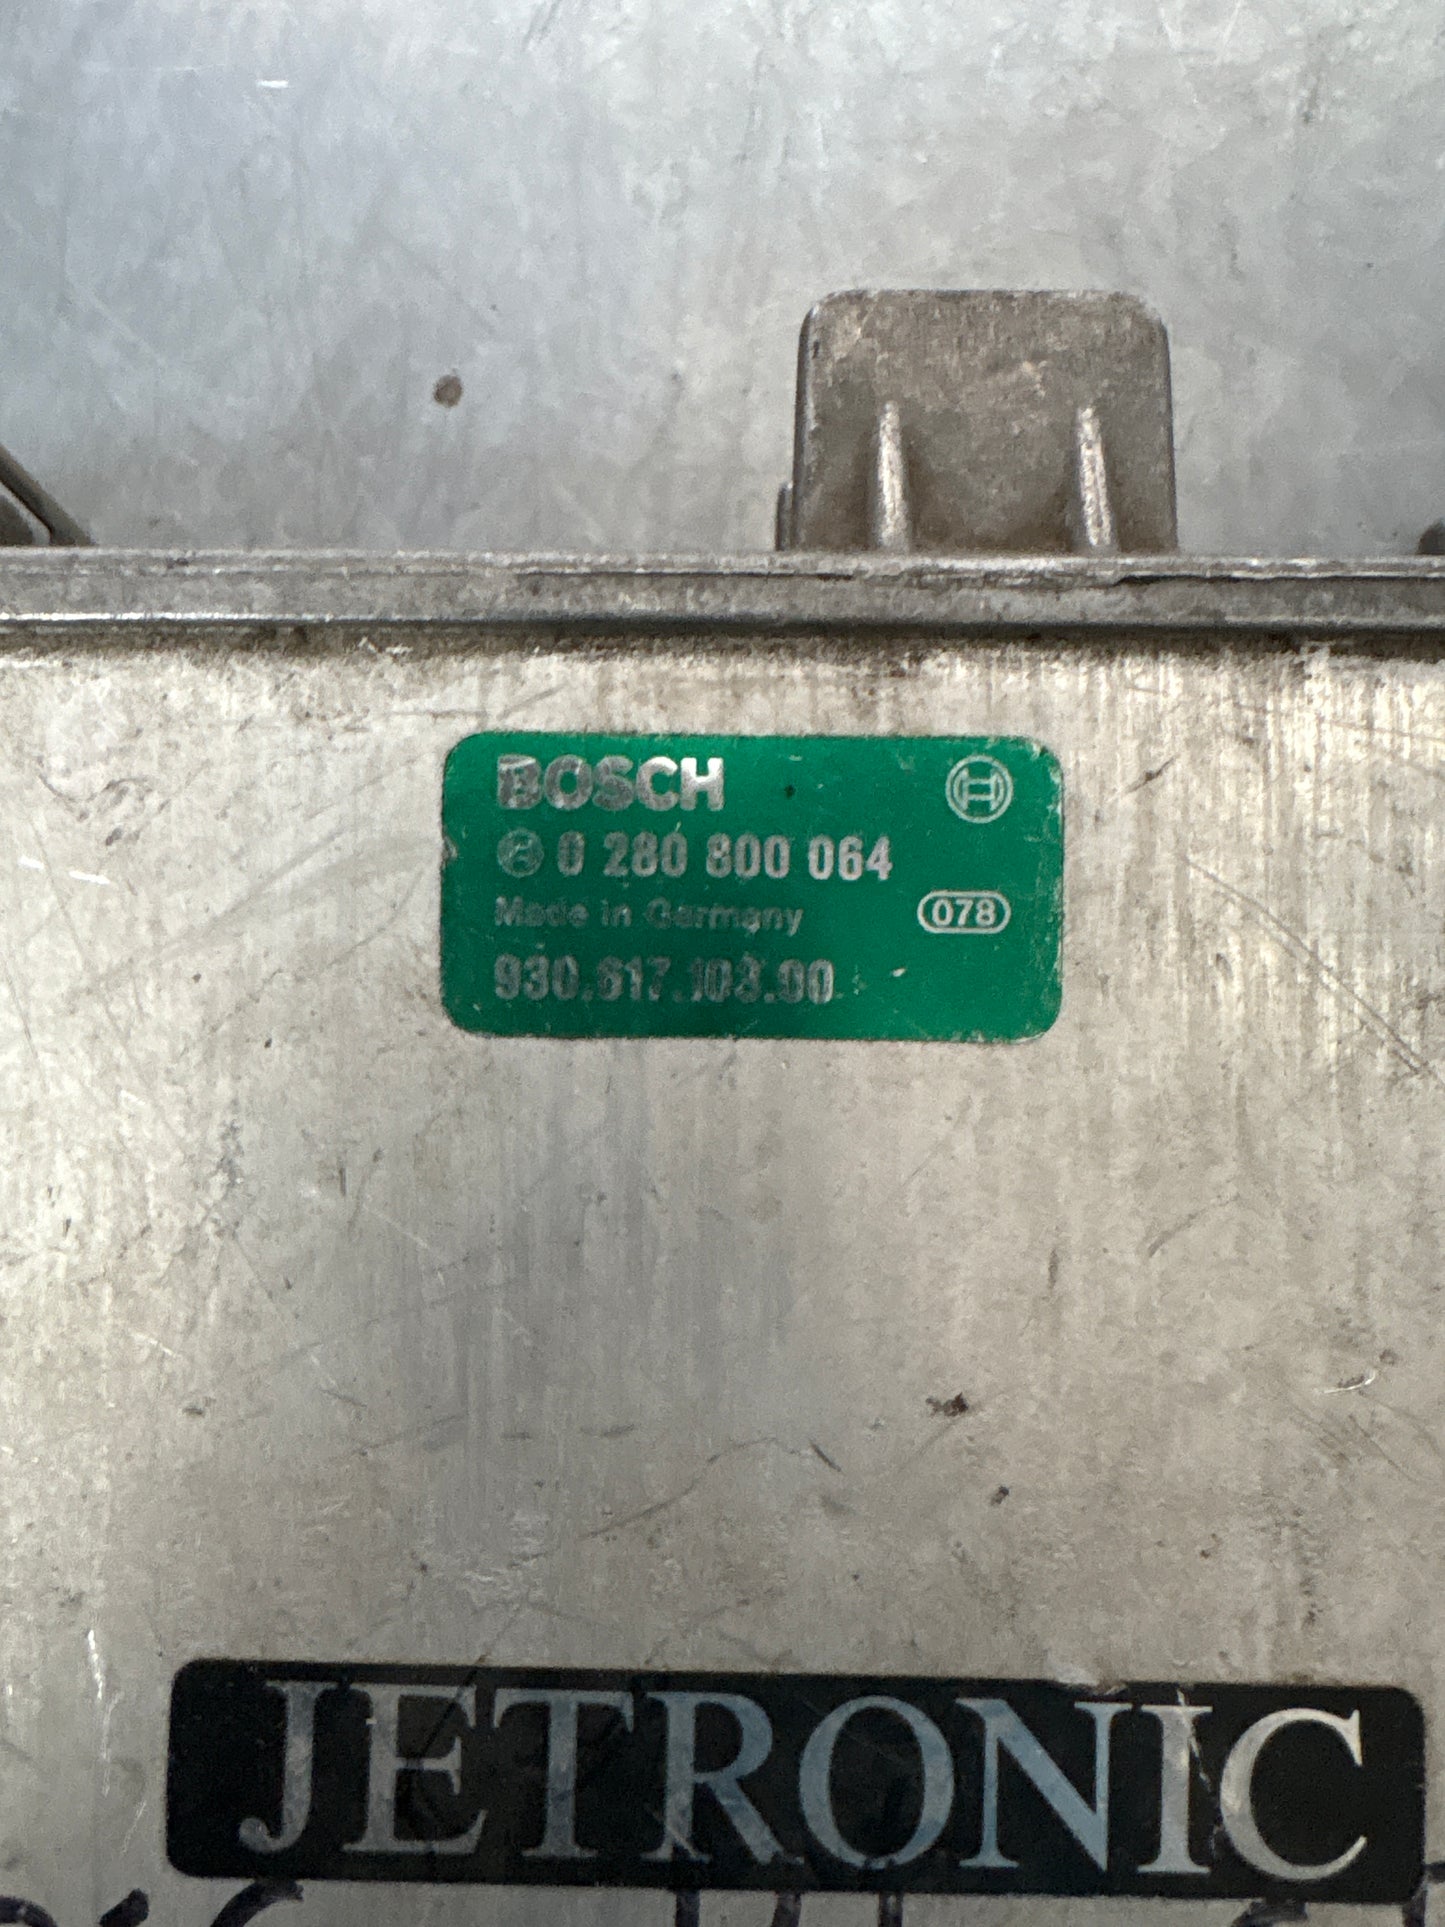 BOSCH
0 280 800 064
Made in Germany
078
930.617.103.00
JETRONIC